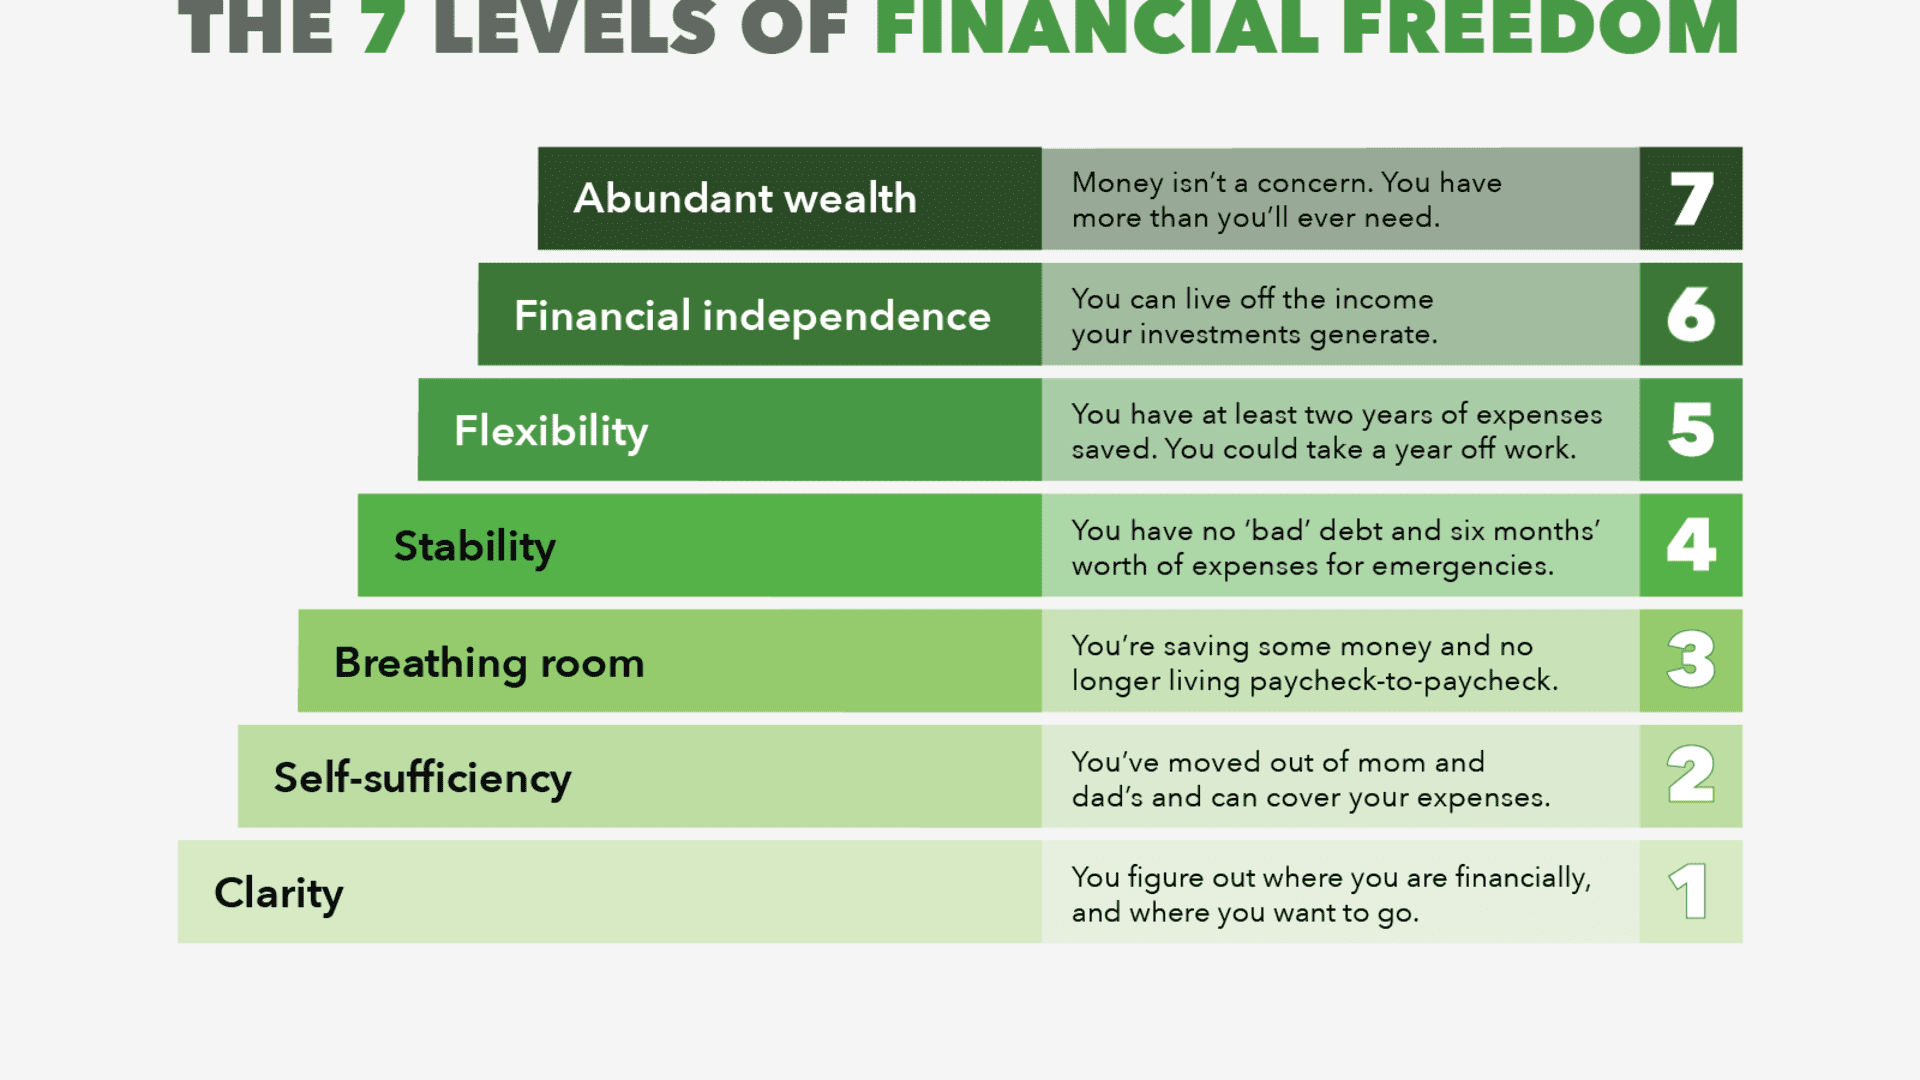 THE 7 LEVELS OF FINANCIAL FREEDOM
Abundant wealth
Money isn’t a concern. You have
more than you’ll ever need.
7
Financial independence
You can live off the income
your investments generate.
6
Flexibility
You have at least two years of expenses
saved. You could take a year off work.
5
Stability
You have no ‘bad’ debt and six months’
worth of expenses for emergencies.
4
Breathing room
You’re saving some money and no
longer living paycheck-to-paycheck.
3
Self-sufficiency
You’ve moved out of mom and
dad’s and can cover your expenses.
2
Clarity
You figure out where you are financially,
and where you want to go.
1